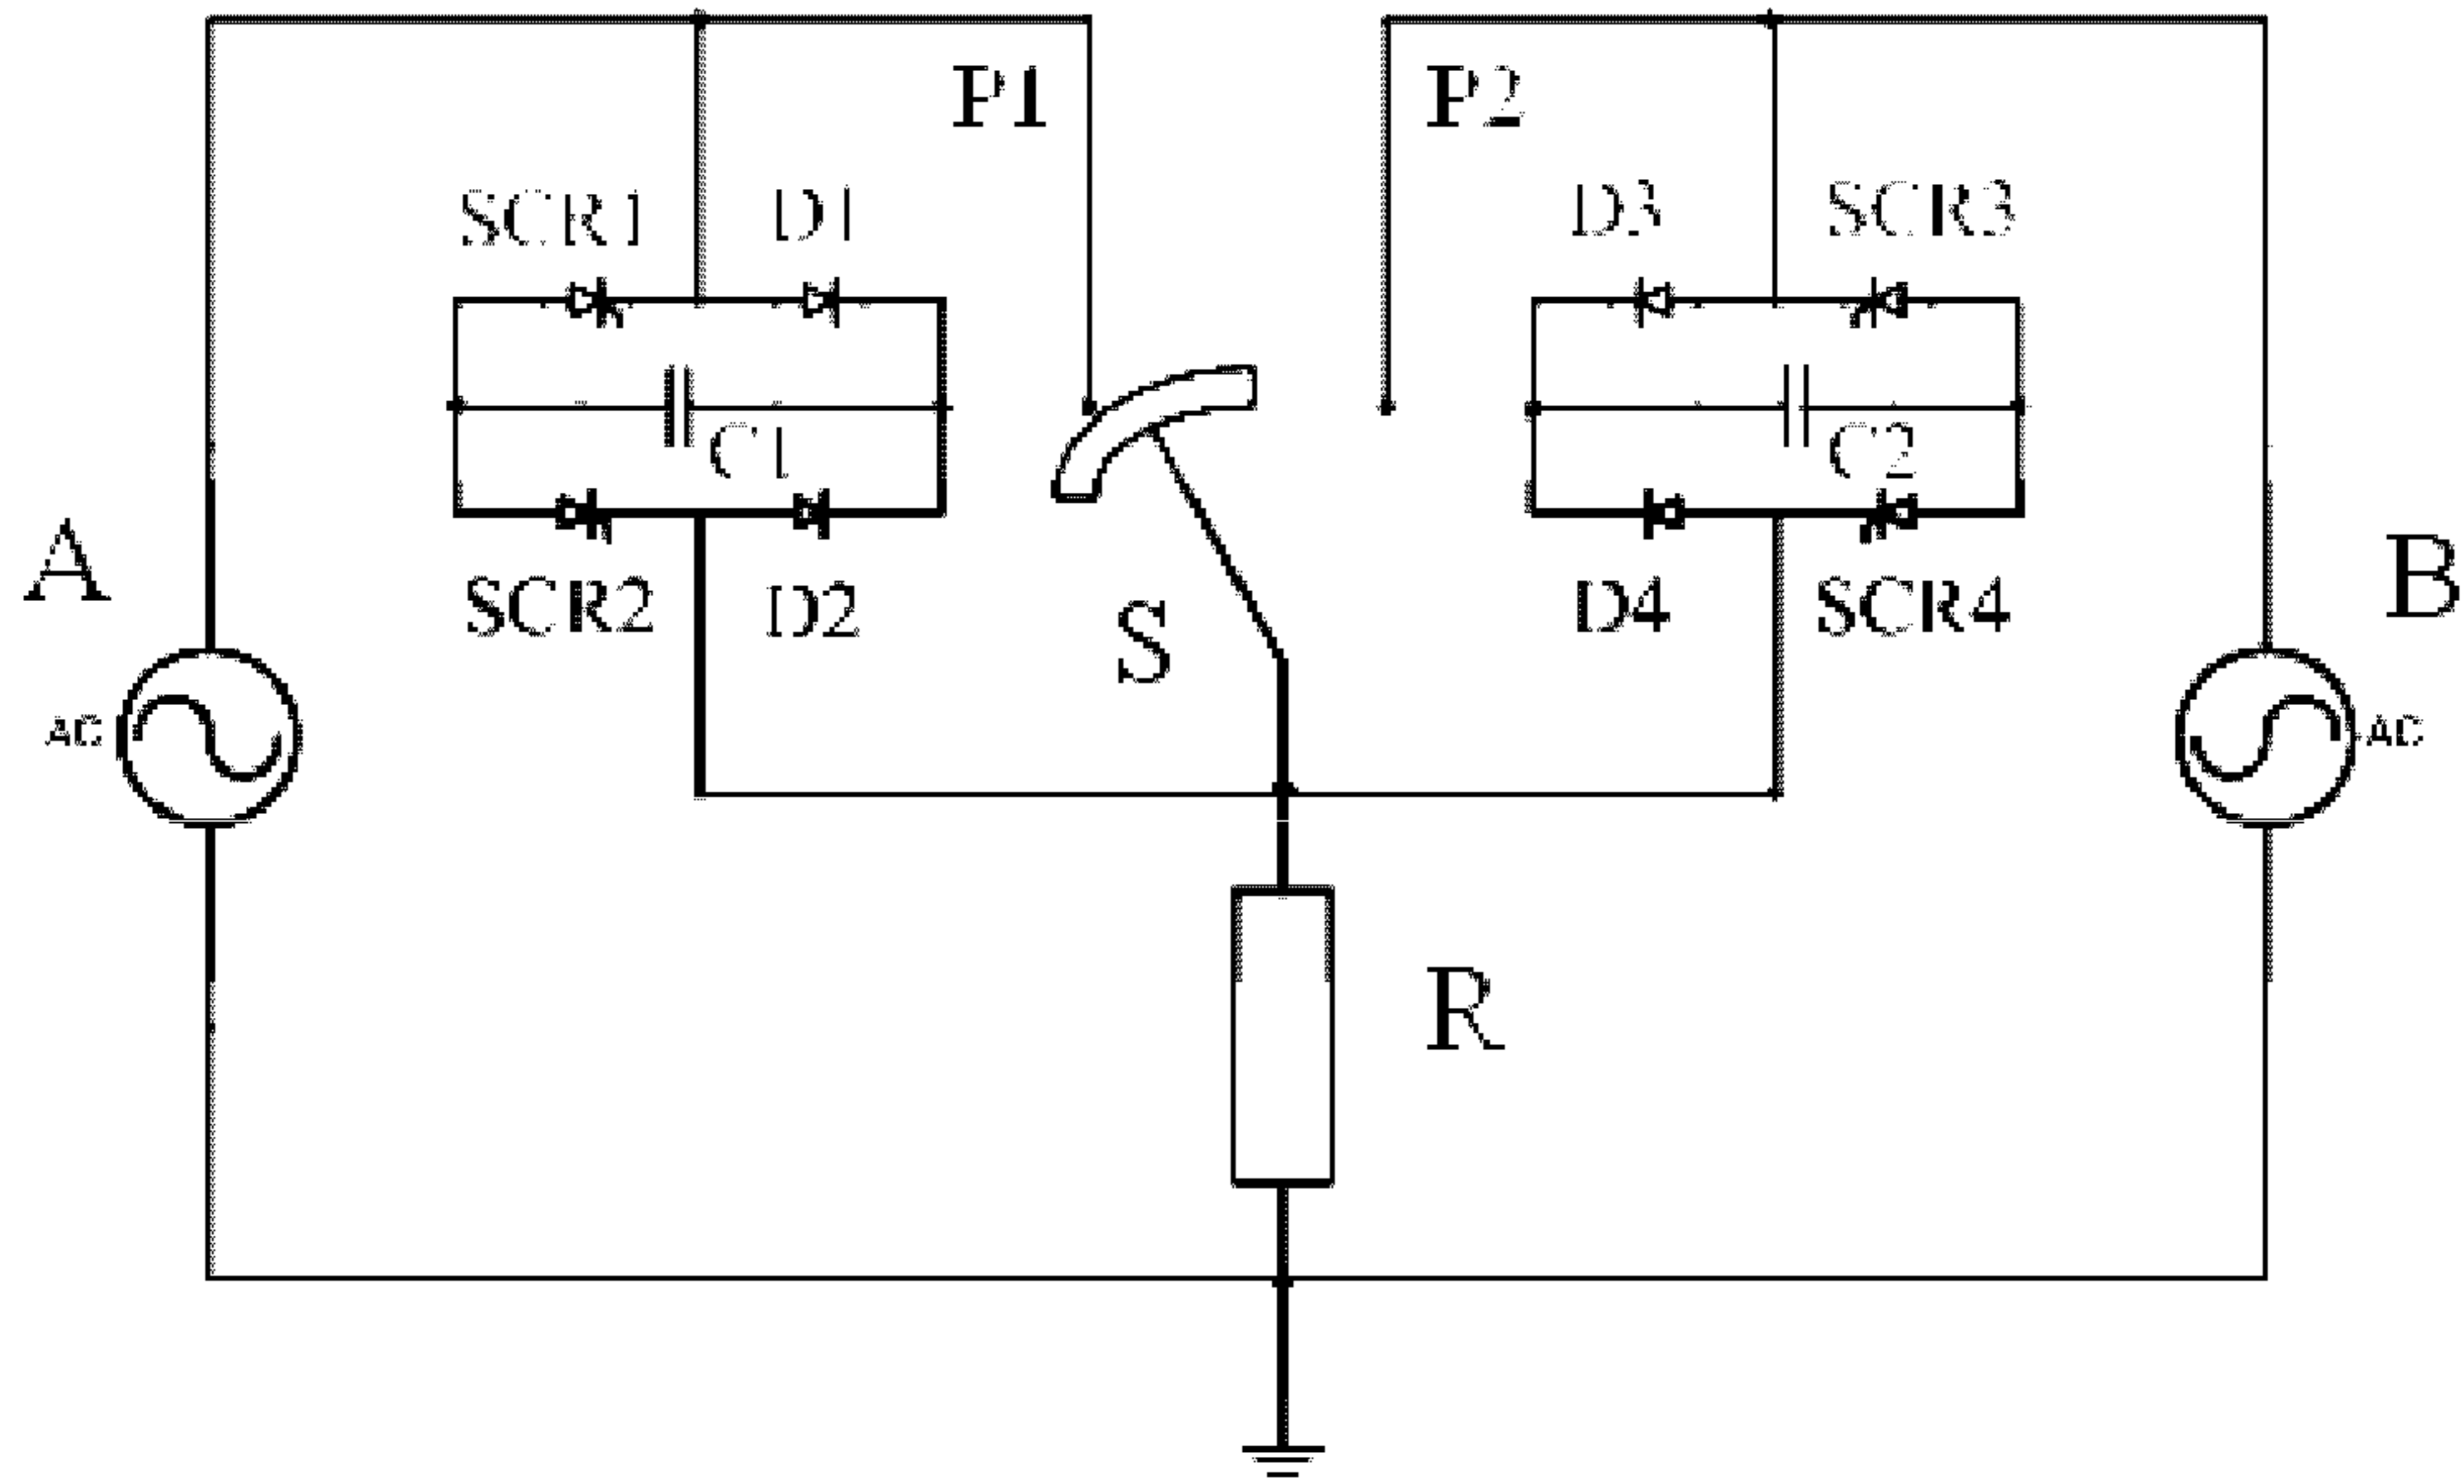 P1 P2
SCR1 D1 D3 SCR3
C1 C2
A B
SCR2 D2 S D4 SCR4
AC AC
R